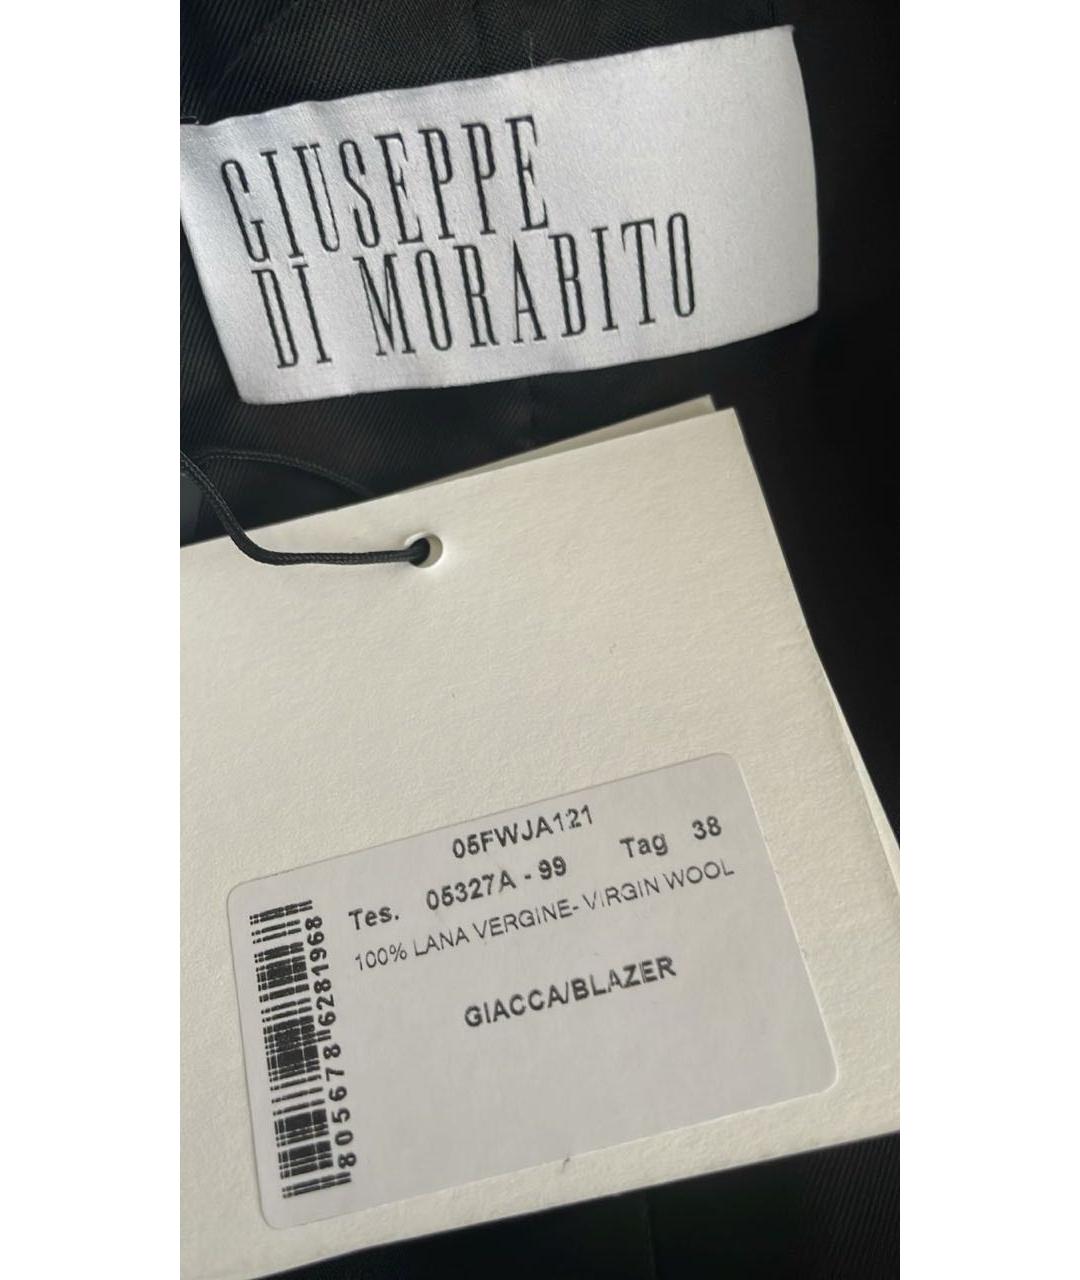 GIUSEPPE
DI MORABITO
05FWJA121
Tes. 05327A - 99 Tag 38
100% LANA VERGINE- VIRGIN WOOL
GIACCA/BLAZER
8056786281968